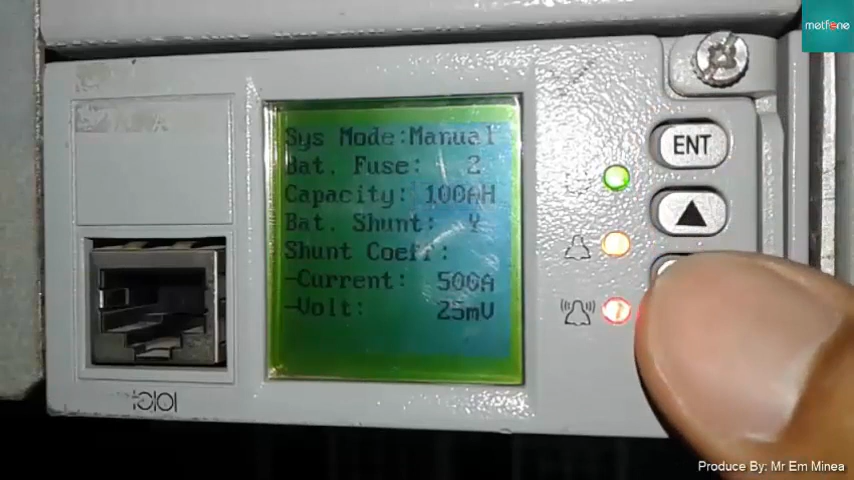 metfone
Sys Mode:Manual
Bat. Fuse: 2
Capacity: 100AH
Bat. Shunt: Y
Shunt Coeff:
-Current: 500A
-Volt: 25mV
ENT
10101
Produce By: Mr Em Minea